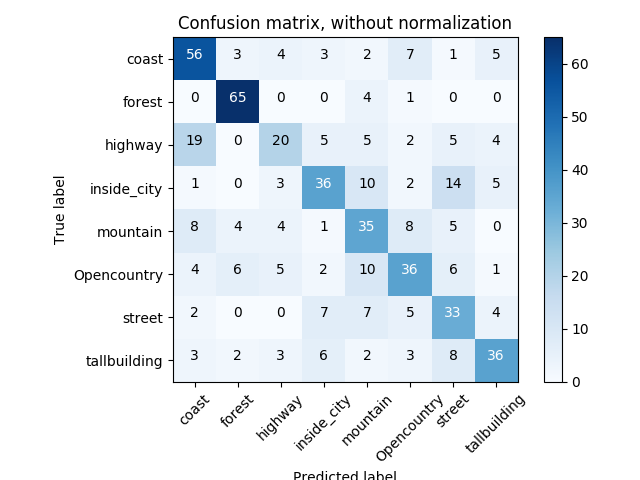 Confusion matrix, without normalization
coast 56 3 4 3 2 7 1 5
forest 0 65 0 0 4 1 0 0
highway 19 0 20 5 5 2 5 4
inside_city 1 0 3 36 10 2 14 5
mountain 8 4 4 1 35 8 5 0
Opencountry 4 6 5 2 10 36 6 1
street 2 0 0 7 7 5 33 4
tallbuilding 3 2 3 6 2 3 8 36
True label
coast forest highway inside_city mountain Opencountry street tallbuilding
Predicted label
60
50
40
30
20
10
0